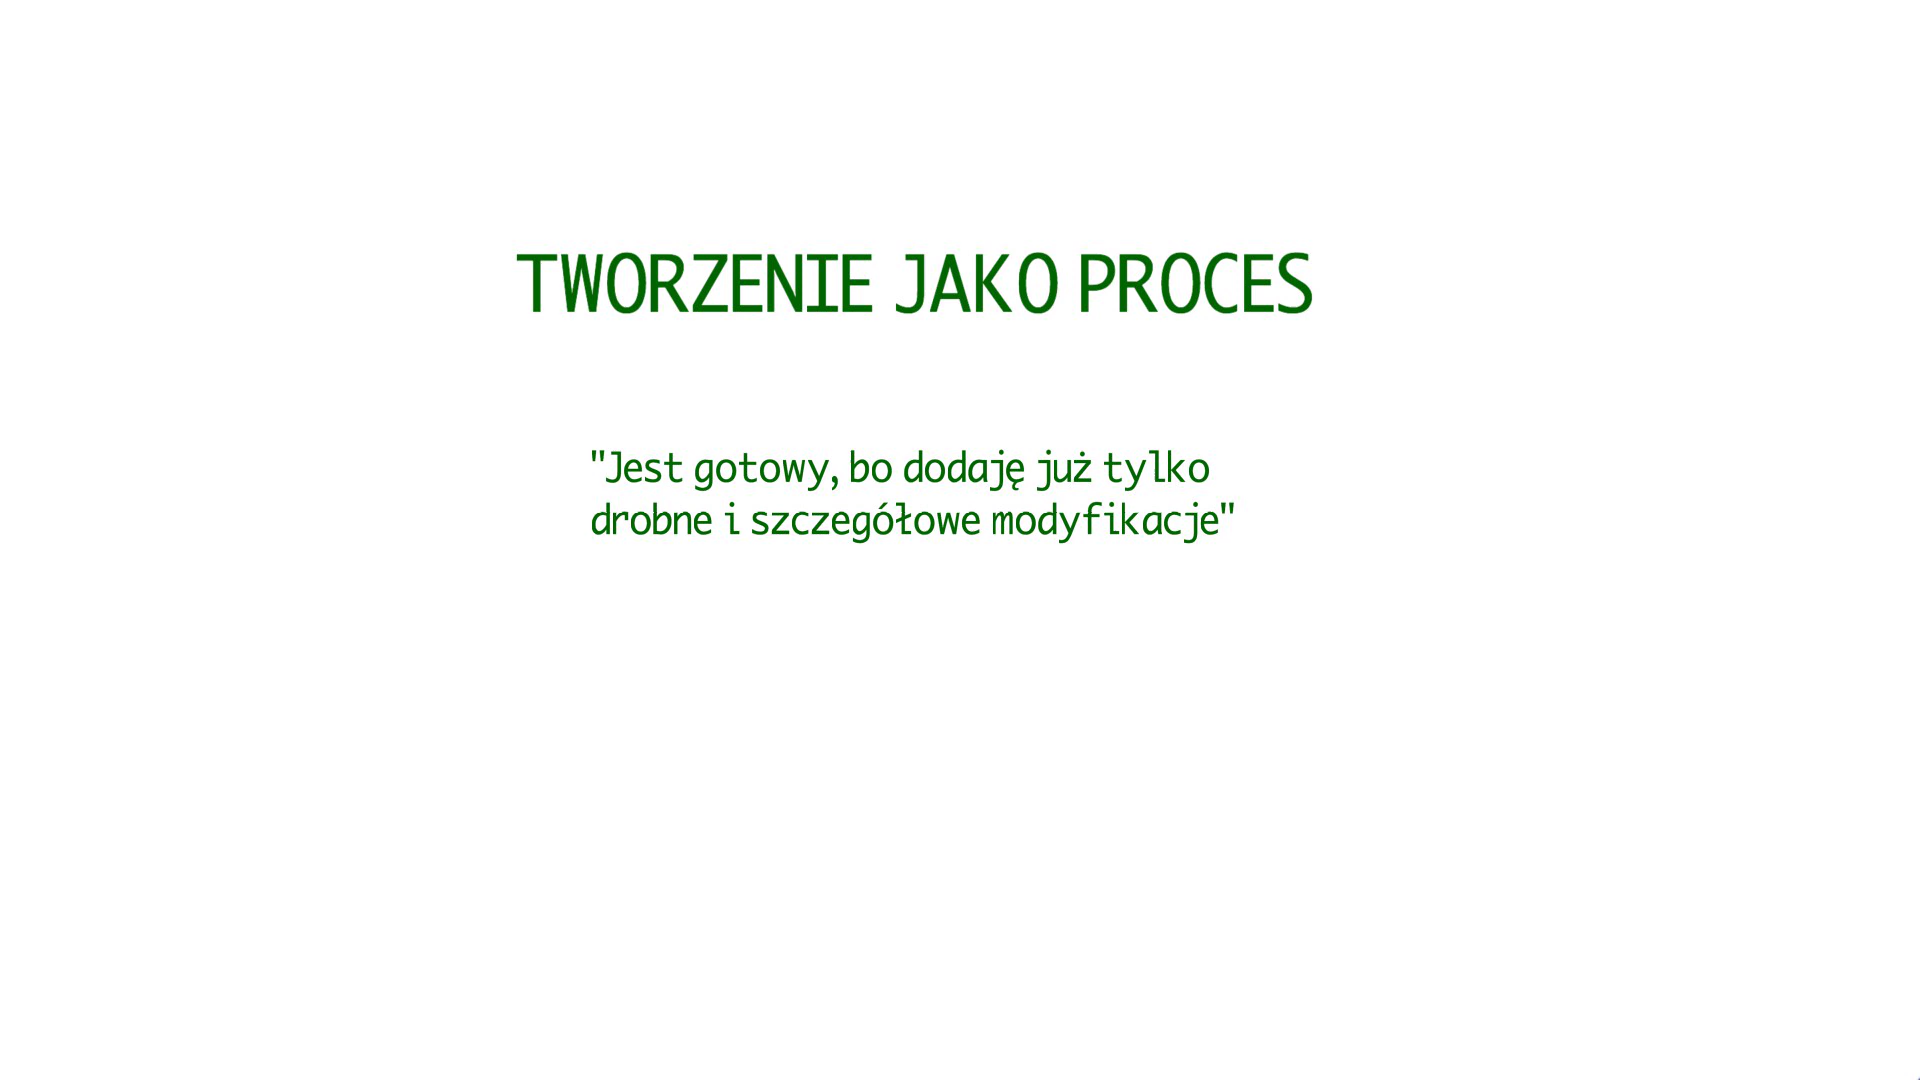 TWORZENIE JAKO PROCES
"Jest gotowy, bo dodaję już tylko
drobne i szczegółowe modyfikacje"